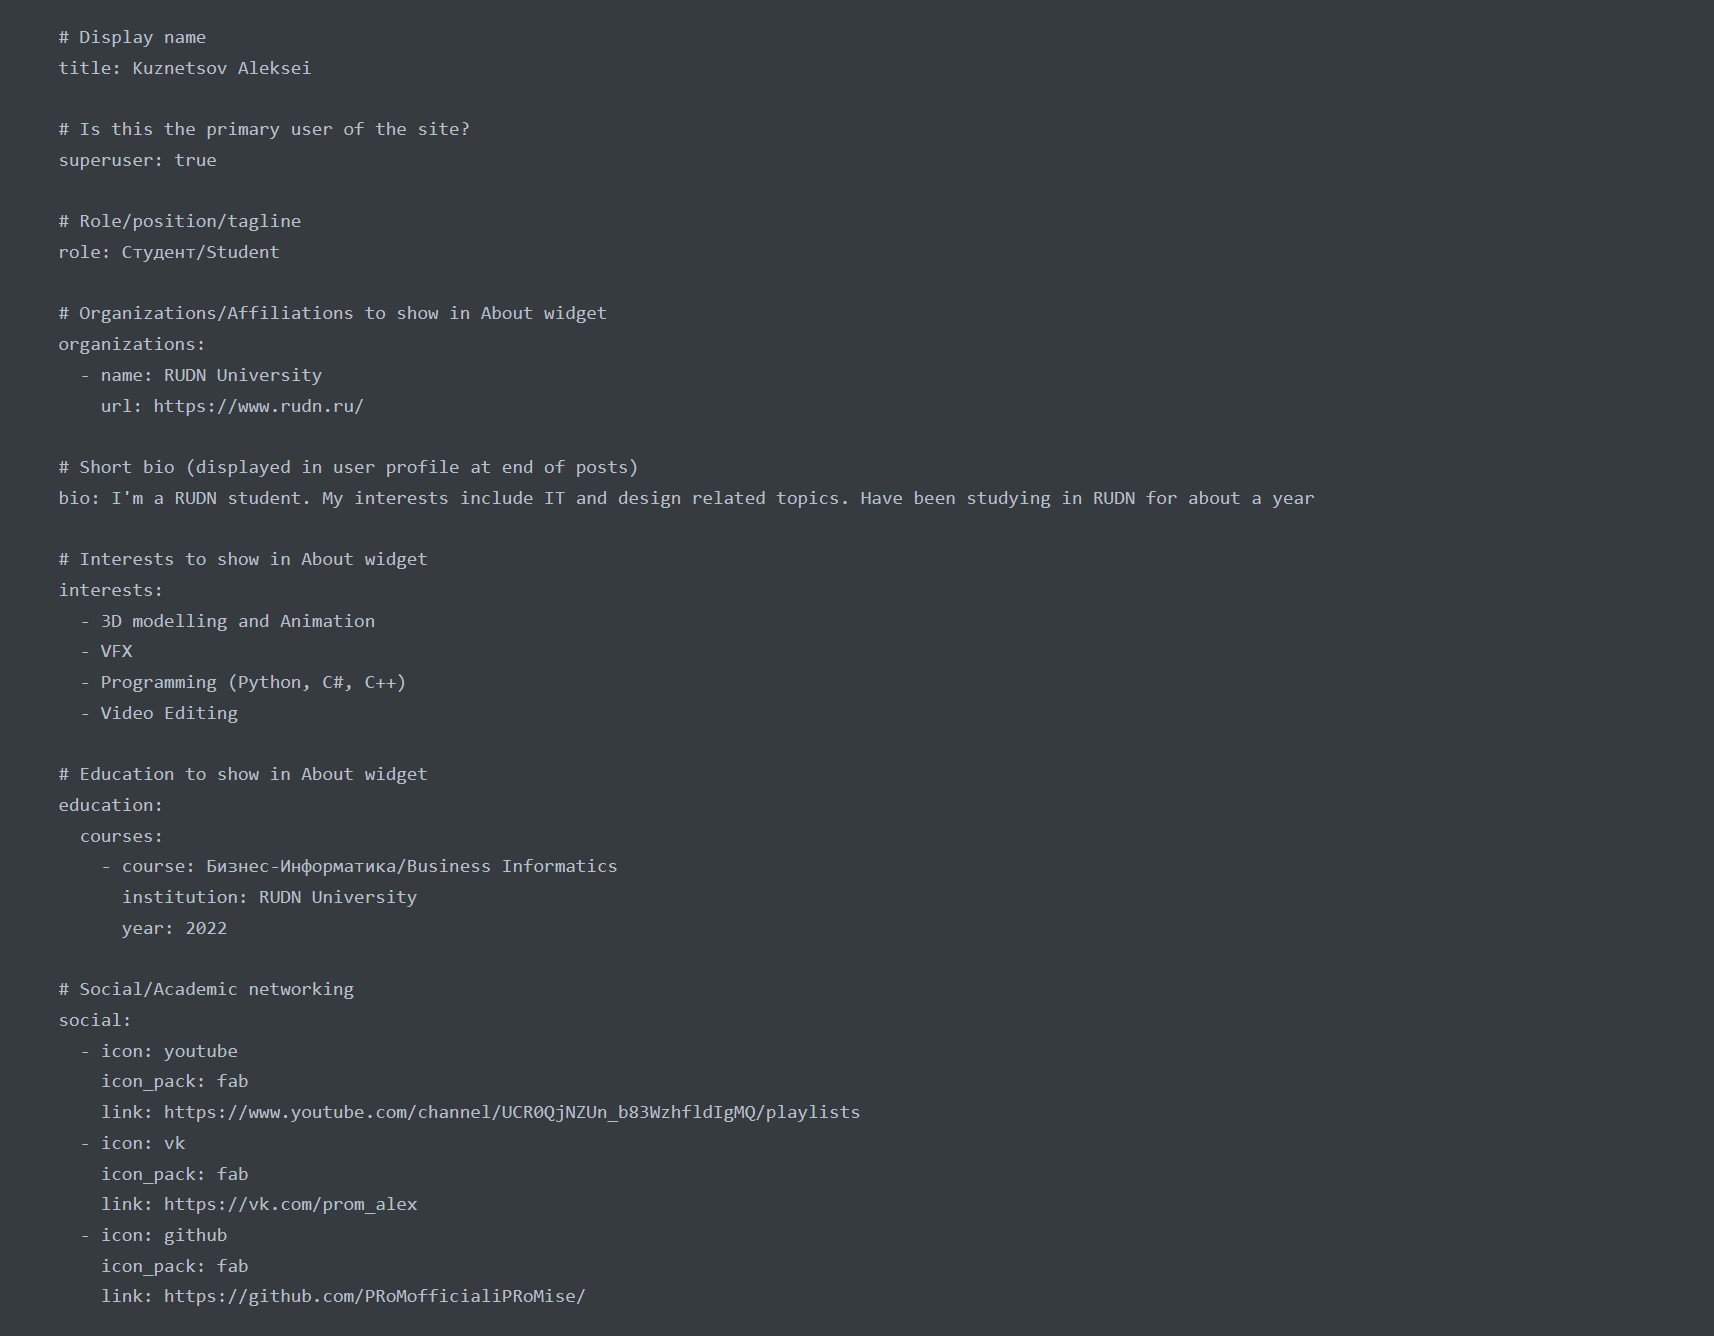 # Display name
title: Kuznetsov Aleksei
# Is this the primary user of the site?
superuser: true
# Role/position/tagline
role: Студент/Student
# Organizations/Affiliations to show in About widget
organizations:
- name: RUDN University
url: https://www.rudn.ru/
# Short bio (displayed in user profile at end of posts)
bio: I'm a RUDN student. My interests include IT and design related topics. Have been studying in RUDN for about a year
# Interests to show in About widget
interests:
- 3D modelling and Animation
- VFX
- Programming (Python, C#, C++)
- Video Editing
# Education to show in About widget
education:
courses:
- course: Бизнес-Информатика/Business Informatics
institution: RUDN University
year: 2022
# Social/Academic networking
social:
- icon: youtube
icon_pack: fab
link: https://www.youtube.com/channel/UCR0QjNZUn_b83WzhfldIgMQ/playlists
- icon: vk
icon_pack: fab
link: https://vk.com/prom_alex
- icon: github
icon_pack: fab
link: https://github.com/PRoMofficialiPRoMise/